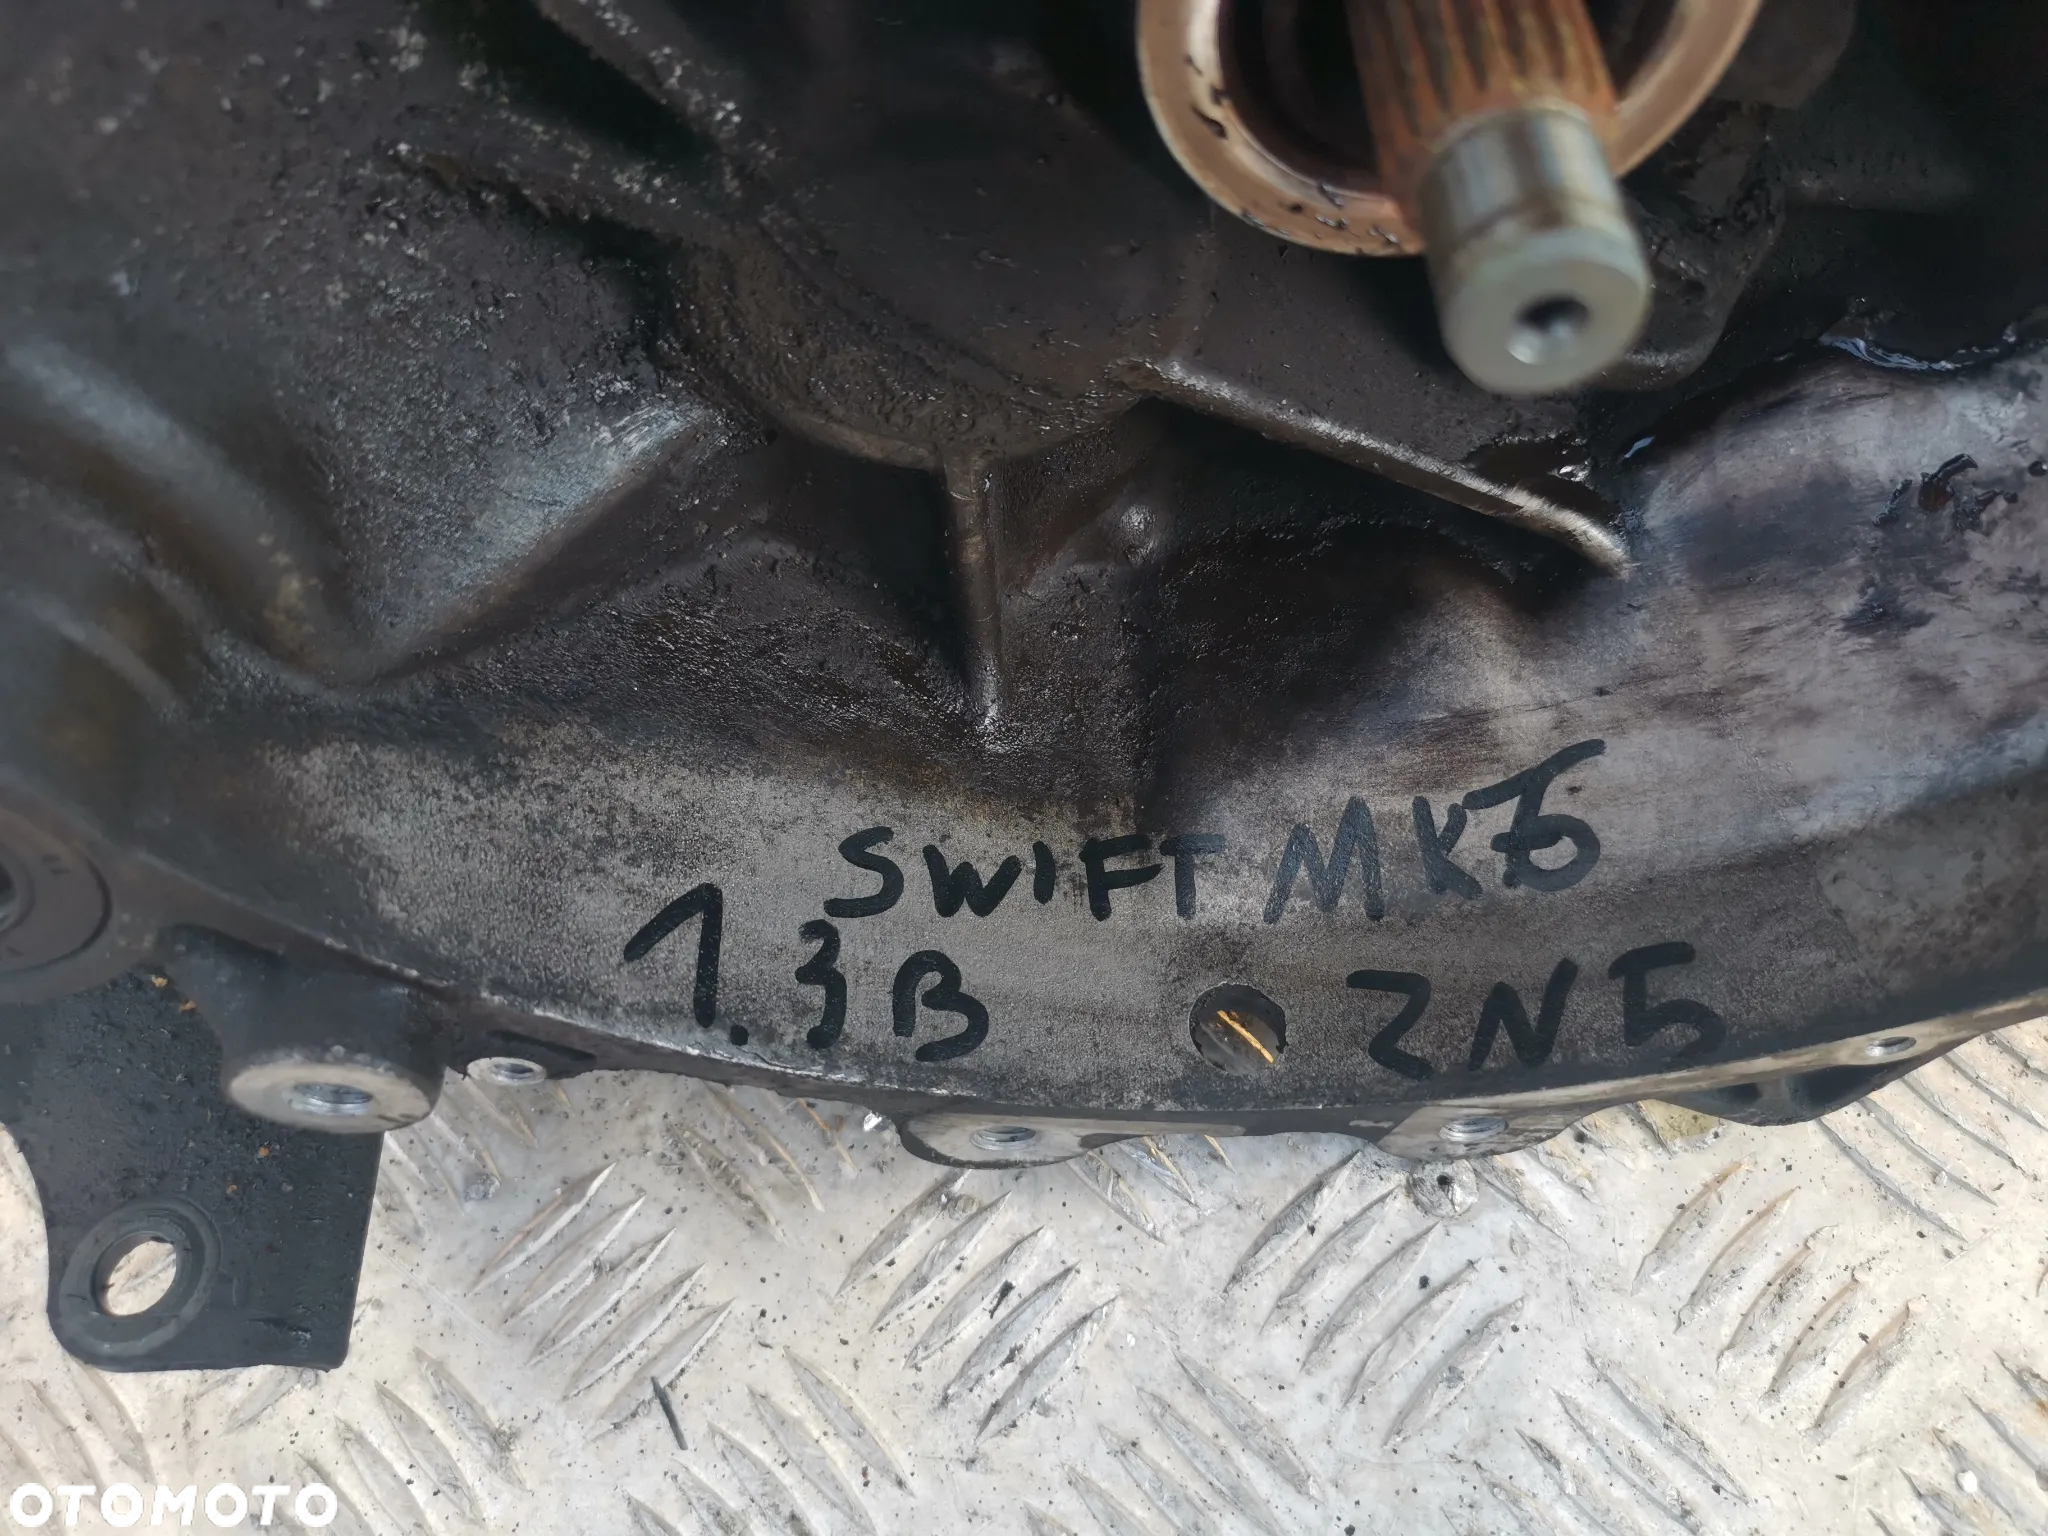 SWIFT MK6
1.3B ZN5
OTOMOTO